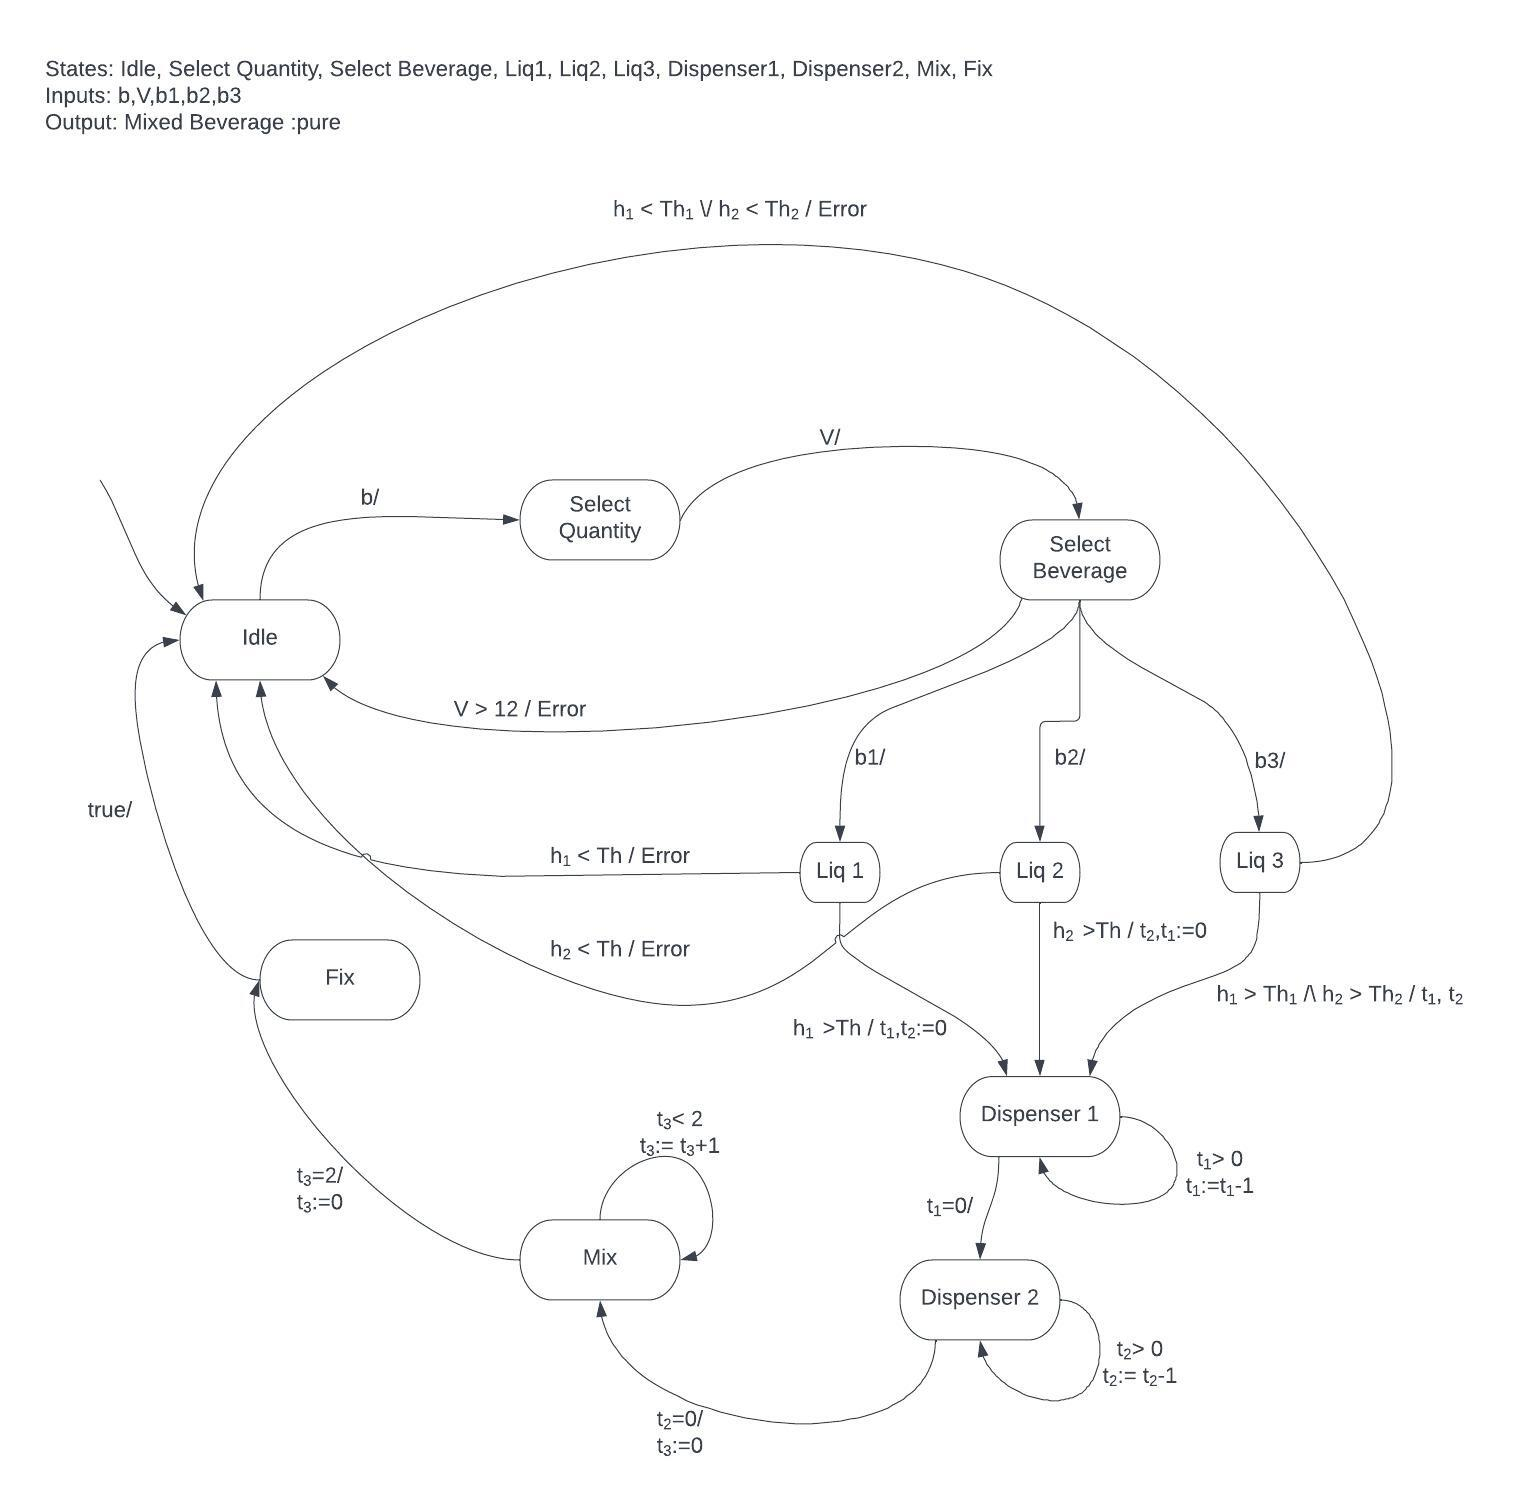 States: Idle, Select Quantity, Select Beverage, Liq1, Liq2, Liq3, Dispenser1, Dispenser2, Mix, Fix
Inputs: b,V,b1,b2,b3
Output: Mixed Beverage :pure
h₁ < Th₁ \/ h₂ < Th₂ / Error
V/
b/
Select
Quantity
Select
Beverage
Idle
V > 12 / Error
b1/
b2/
b3/
true/
h₁ < Th / Error
Liq 1
Liq 2
Liq 3
h₂ >Th / t₂,t₁:=0
h₂ < Th / Error
Fix
h₁ > Th₁ /\ h₂ > Th₂ / t₁, t₂
h₁ >Th / t₁,t₂:=0
Dispenser 1
t₃< 2
t₃:= t₃+1
t₁> 0
t₁:=t₁-1
t₃=2/
t₃:=0
t₁=0/
Mix
Dispenser 2
t₂> 0
t₂:= t₂-1
t₂=0/
t₃:=0